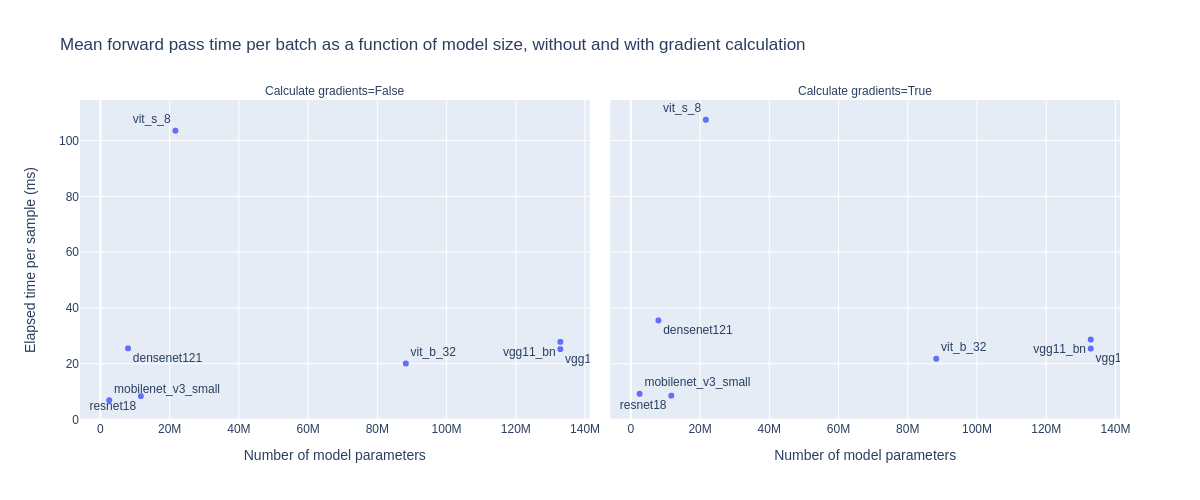 Mean forward pass time per batch as a function of model size, without and with gradient calculation
Calculate gradients=False
Calculate gradients=True
Elapsed time per sample (ms)
100
80
60
40
20
0
vit_s_8
densenet121
mobilenet_v3_small
resnet18
vit_b_32
vgg11_bn
vgg1
0 20M 40M 60M 80M 100M 120M 140M
Number of model parameters
vit_s_8
densenet121
mobilenet_v3_small
resnet18
vit_b_32
vgg11_bn
vgg1
0 20M 40M 60M 80M 100M 120M 140M
Number of model parameters